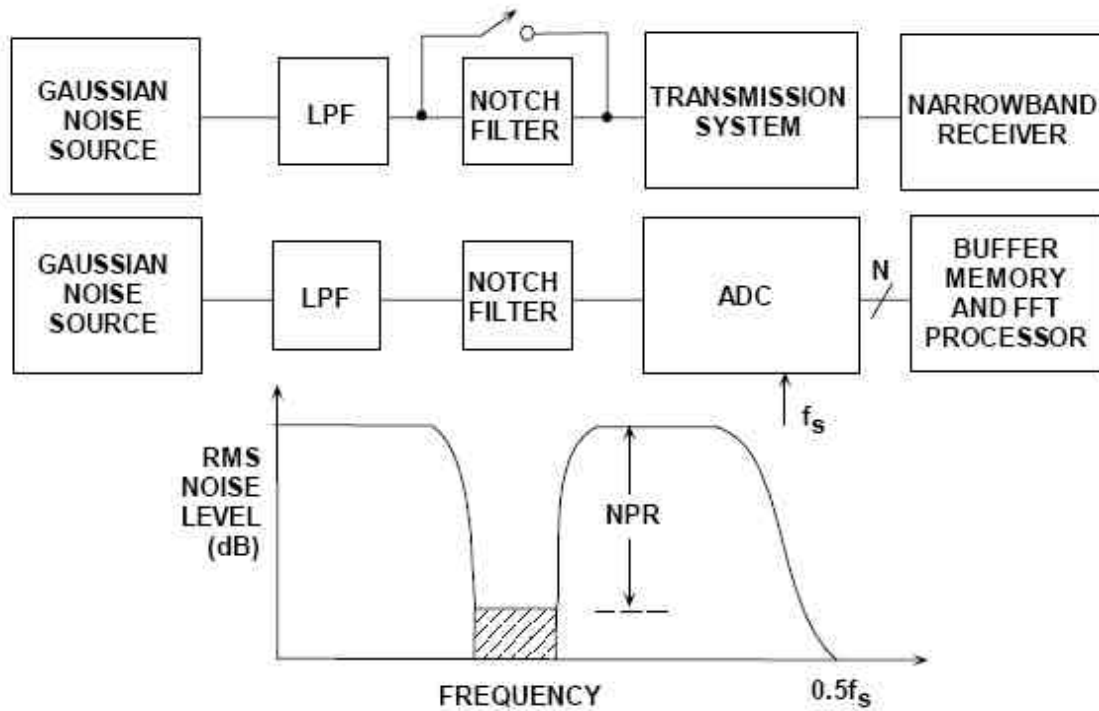 GAUSSIAN
NOISE
SOURCE
LPF
NOTCH
FILTER
TRANSMISSION
SYSTEM
NARROWBAND
RECEIVER
GAUSSIAN
NOISE
SOURCE
LPF
NOTCH
FILTER
ADC
N
BUFFER
MEMORY
AND FFT
PROCESSOR
fs
RMS
NOISE
LEVEL
(dB)
NPR
FREQUENCY
0.5fs